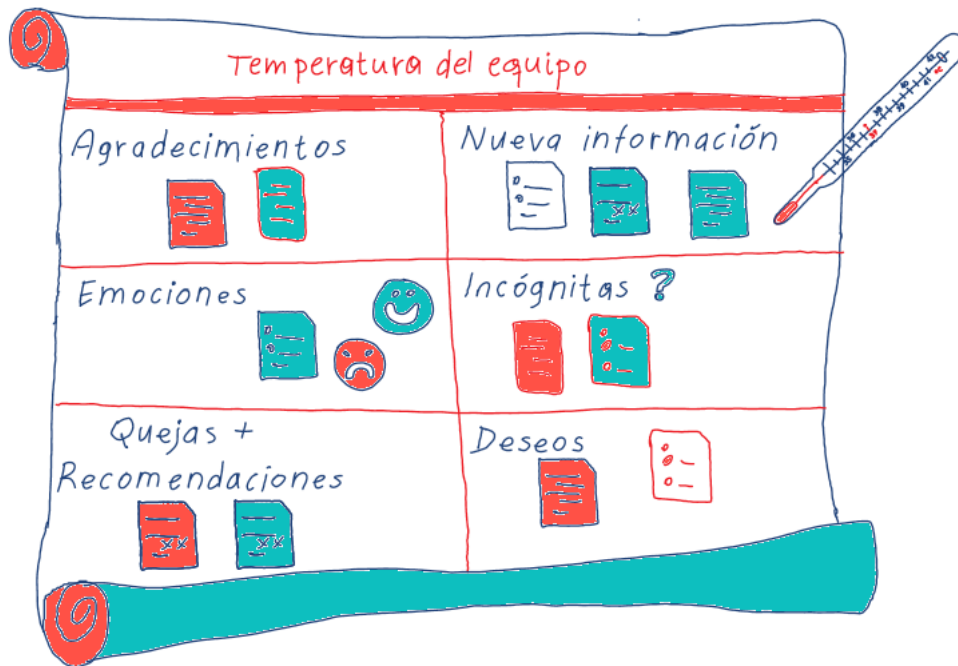 Temperatura del equipo
Agradecimientos
Nueva información
Emociones
Incógnitas ?
Quejas +
Recomendaciones
Deseos